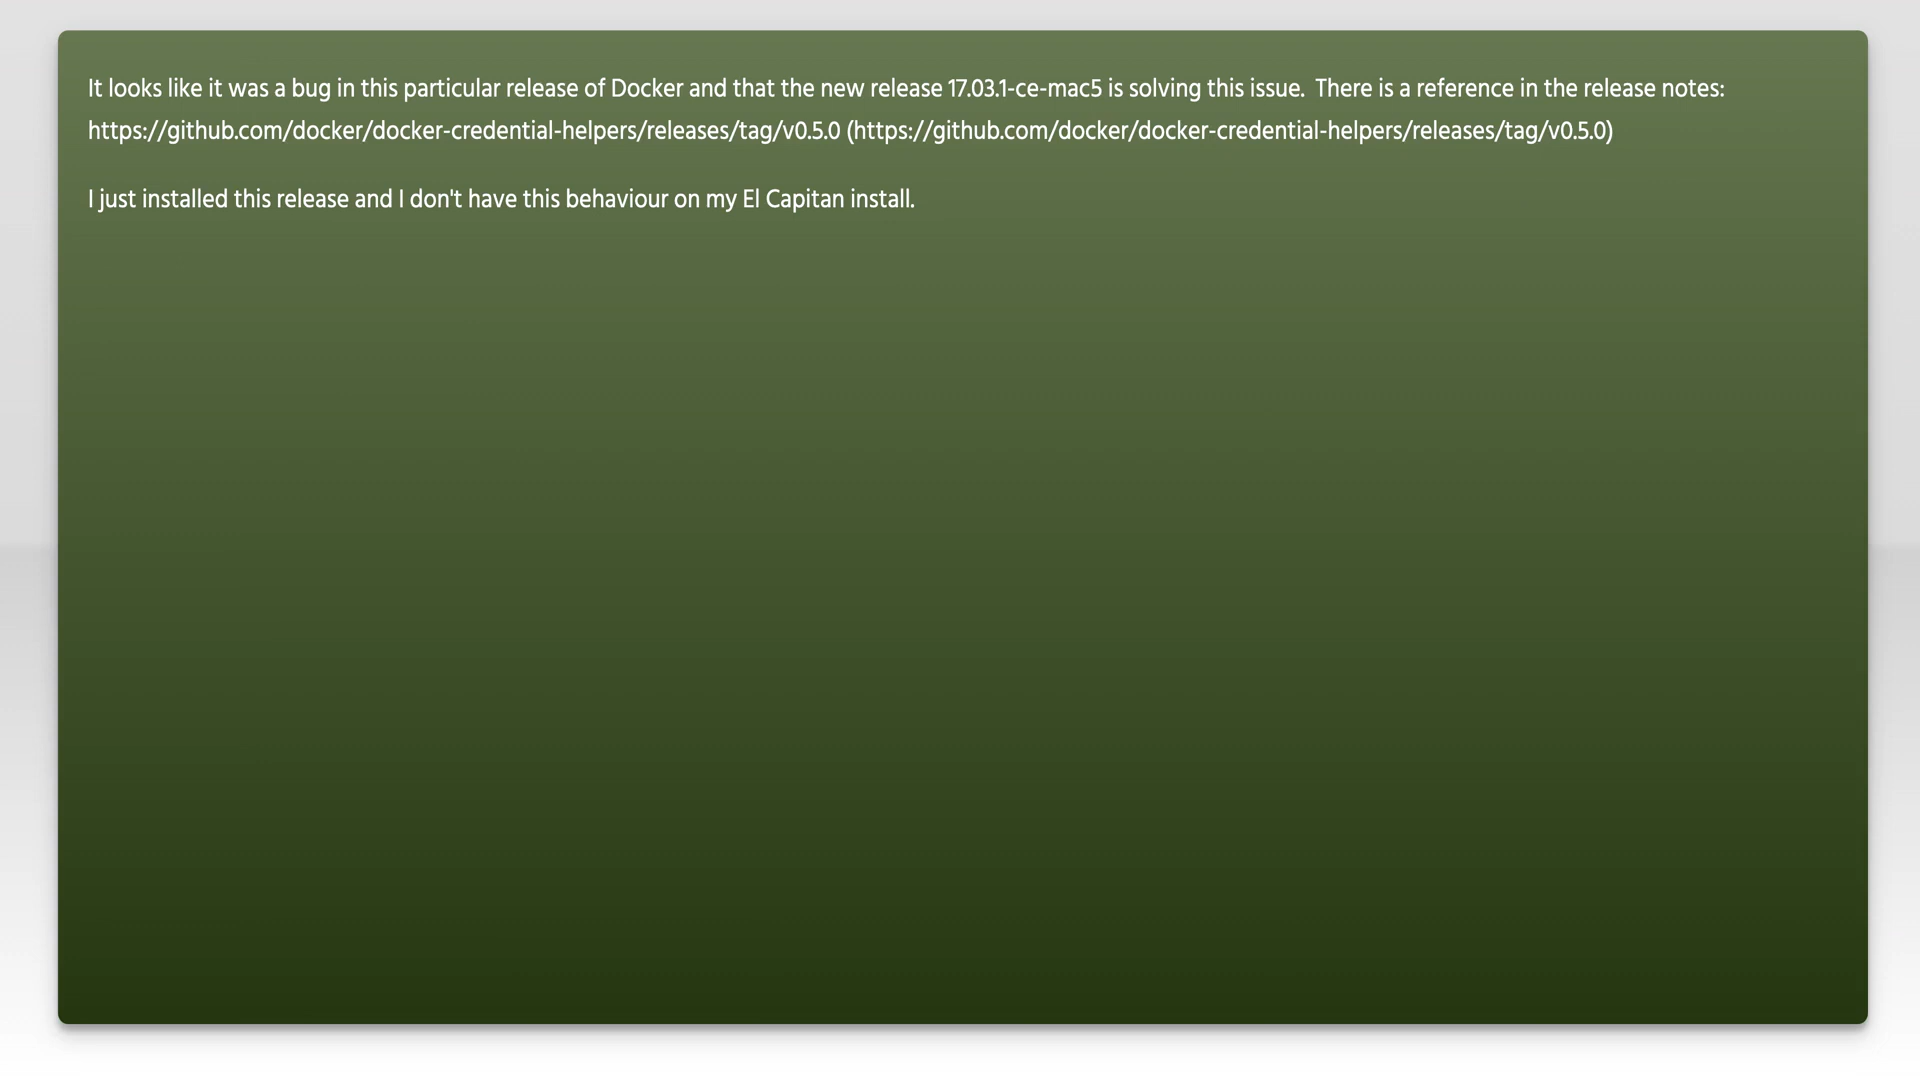 It looks like it was a bug in this particular release of Docker and that the new release 17.03.1-ce-mac5 is solving this issue.  There is a reference in the release notes:
https://github.com/docker/docker-credential-helpers/releases/tag/v0.5.0 (https://github.com/docker/docker-credential-helpers/releases/tag/v0.5.0)
I just installed this release and I don't have this behaviour on my El Capitan install.